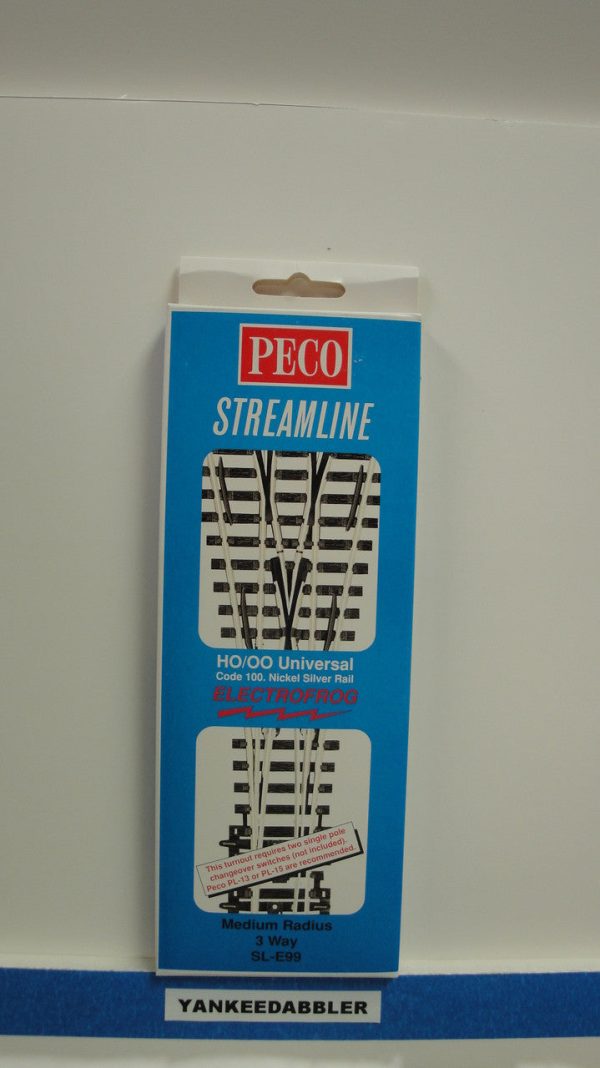 PECO
STREAMLINE
HO/OO Universal
Code 100. Nickel Silver Rail
ELECTROFROG
This turnout requires two single pole
changeover switches (not included).
Peco PL-13 or PL-15 are recommended.
Medium Radius
3 Way
SL-E99
YANKEEDABBLER